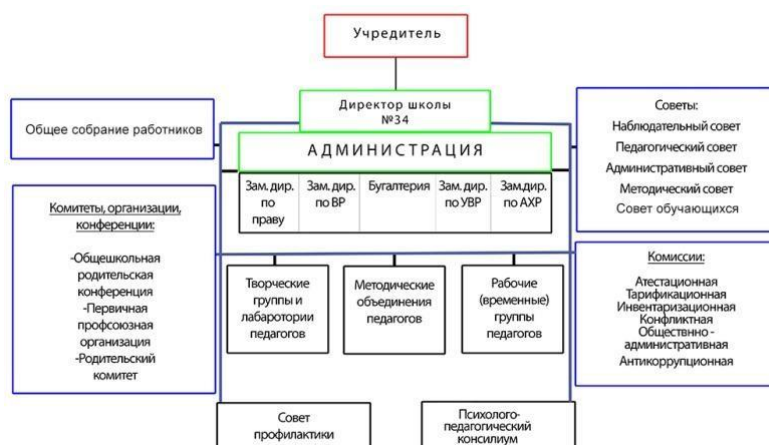 Учредитель
Директор школы
№34
АДМИНИСТРАЦИЯ
Общее собрание работников
Советы:
Наблюдательный совет
Педагогический совет
Административный совет
Методический совет
Совет обучающихся
Зам. дир.
по
праву
Зам. дир.
по ВР
Бугалтерия
Зам. дир.
по УВР
Зам.дир.
по АХР
Комитеты, организации,
конференции:
-Общешкольная
родительская
конференция
-Первичная
профсоюзная
организация
-Родительский
комитет
Творческие
группы и
лабаротории
педагогов
Методические
объединения
педагогов
Рабочие
(временные)
группы
педагогов
Комиссии:
Атестационная
Тарификационная
Инвентаризационная
Конфликтная
Обществнно -
административная
Антикоррупционная
Совет
профилактики
Психолого-
педагогический
консилиум